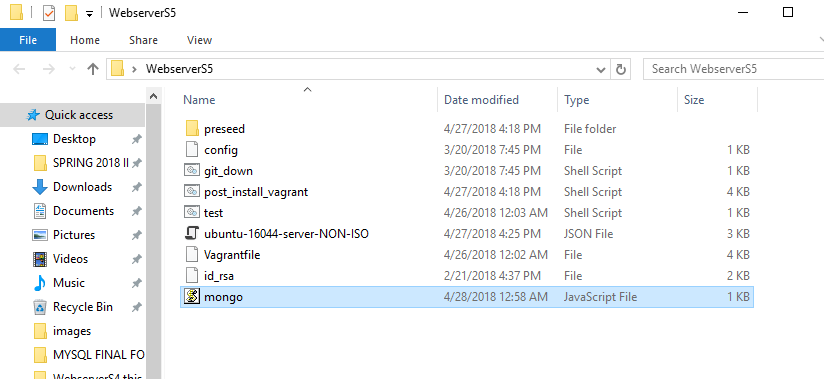 WebserverS5
File Home Share View
WebserverS5 Search WebserverS5
Name Date modified Type Size
Quick access
Desktop
SPRING 2018 II
Downloads
Documents
Pictures
Videos
Music
Recycle Bin
images
MYSQL FINAL FO
WebserverS4 this
preseed 4/27/2018 4:18 PM File folder
config 3/20/2018 7:45 PM File 1 KB
git_down 3/20/2018 7:45 PM Shell Script 1 KB
post_install_vagrant 4/27/2018 4:18 PM Shell Script 4 KB
test 4/26/2018 12:03 AM Shell Script 1 KB
ubuntu-16044-server-NON-ISO 4/27/2018 4:25 PM JSON File 3 KB
Vagrantfile 4/26/2018 12:02 AM File 4 KB
id_rsa 2/21/2018 4:37 PM File 2 KB
mongo 4/28/2018 12:58 AM JavaScript File 1 KB